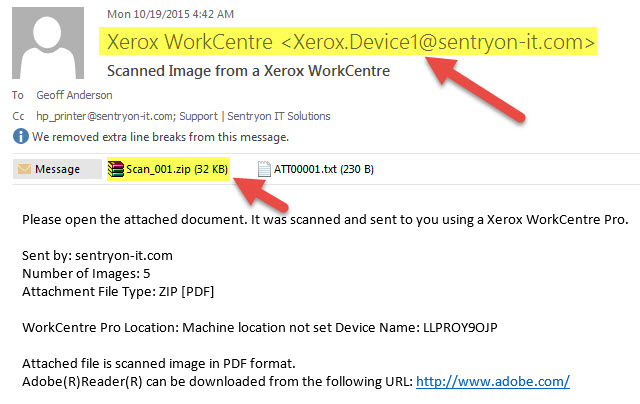 Mon 10/19/2015 4:42 AM
Xerox WorkCentre <Xerox.Device1@sentryon-it.com>
Scanned Image from a Xerox WorkCentre
To Geoff Anderson
Cc hp_printer@sentryon-it.com; Support | Sentryon IT Solutions
We removed extra line breaks from this message.
Message Scan_001.zip (32 KB) ATT00001.txt (230 B)
Please open the attached document. It was scanned and sent to you using a Xerox WorkCentre Pro.
Sent by: sentryon-it.com
Number of Images: 5
Attachment File Type: ZIP [PDF]
WorkCentre Pro Location: Machine location not set Device Name: LLPROY9OJP
Attached file is scanned image in PDF format.
Adobe(R)Reader(R) can be downloaded from the following URL: http://www.adobe.com/